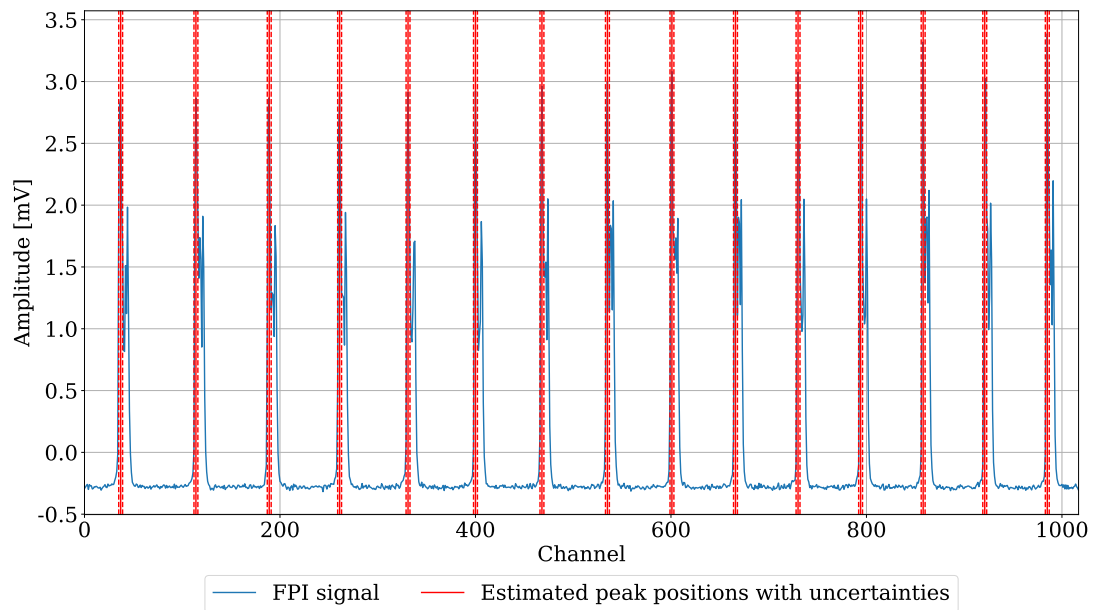 3.5
3.0
2.5
2.0
1.5
1.0
0.5
0.0
-0.5
Amplitude [mV]
0 200 400 600 800 1000
Channel
FPI signal Estimated peak positions with uncertainties